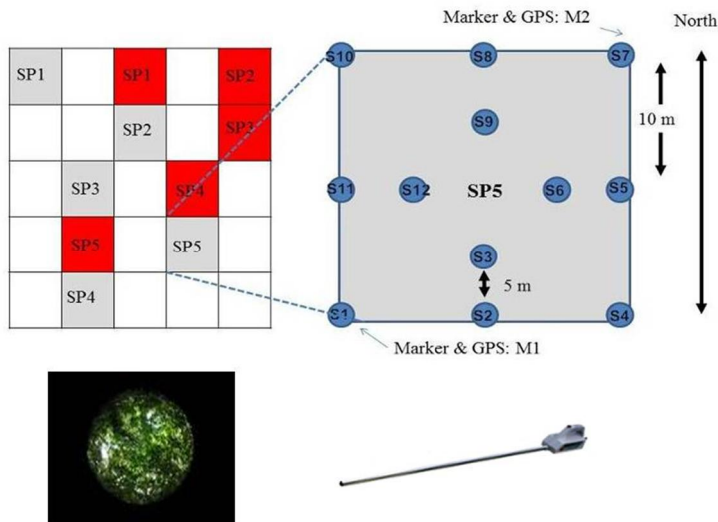 Marker & GPS: M2
North
SP1
SP1
SP2
SP2
SP3
SP3
SP4
SP5
SP5
SP4
S10
S8
S7
S9
10 m
S11
S12
SP5
S6
S5
S3
5 m
S1
S2
S4
Marker & GPS: M1